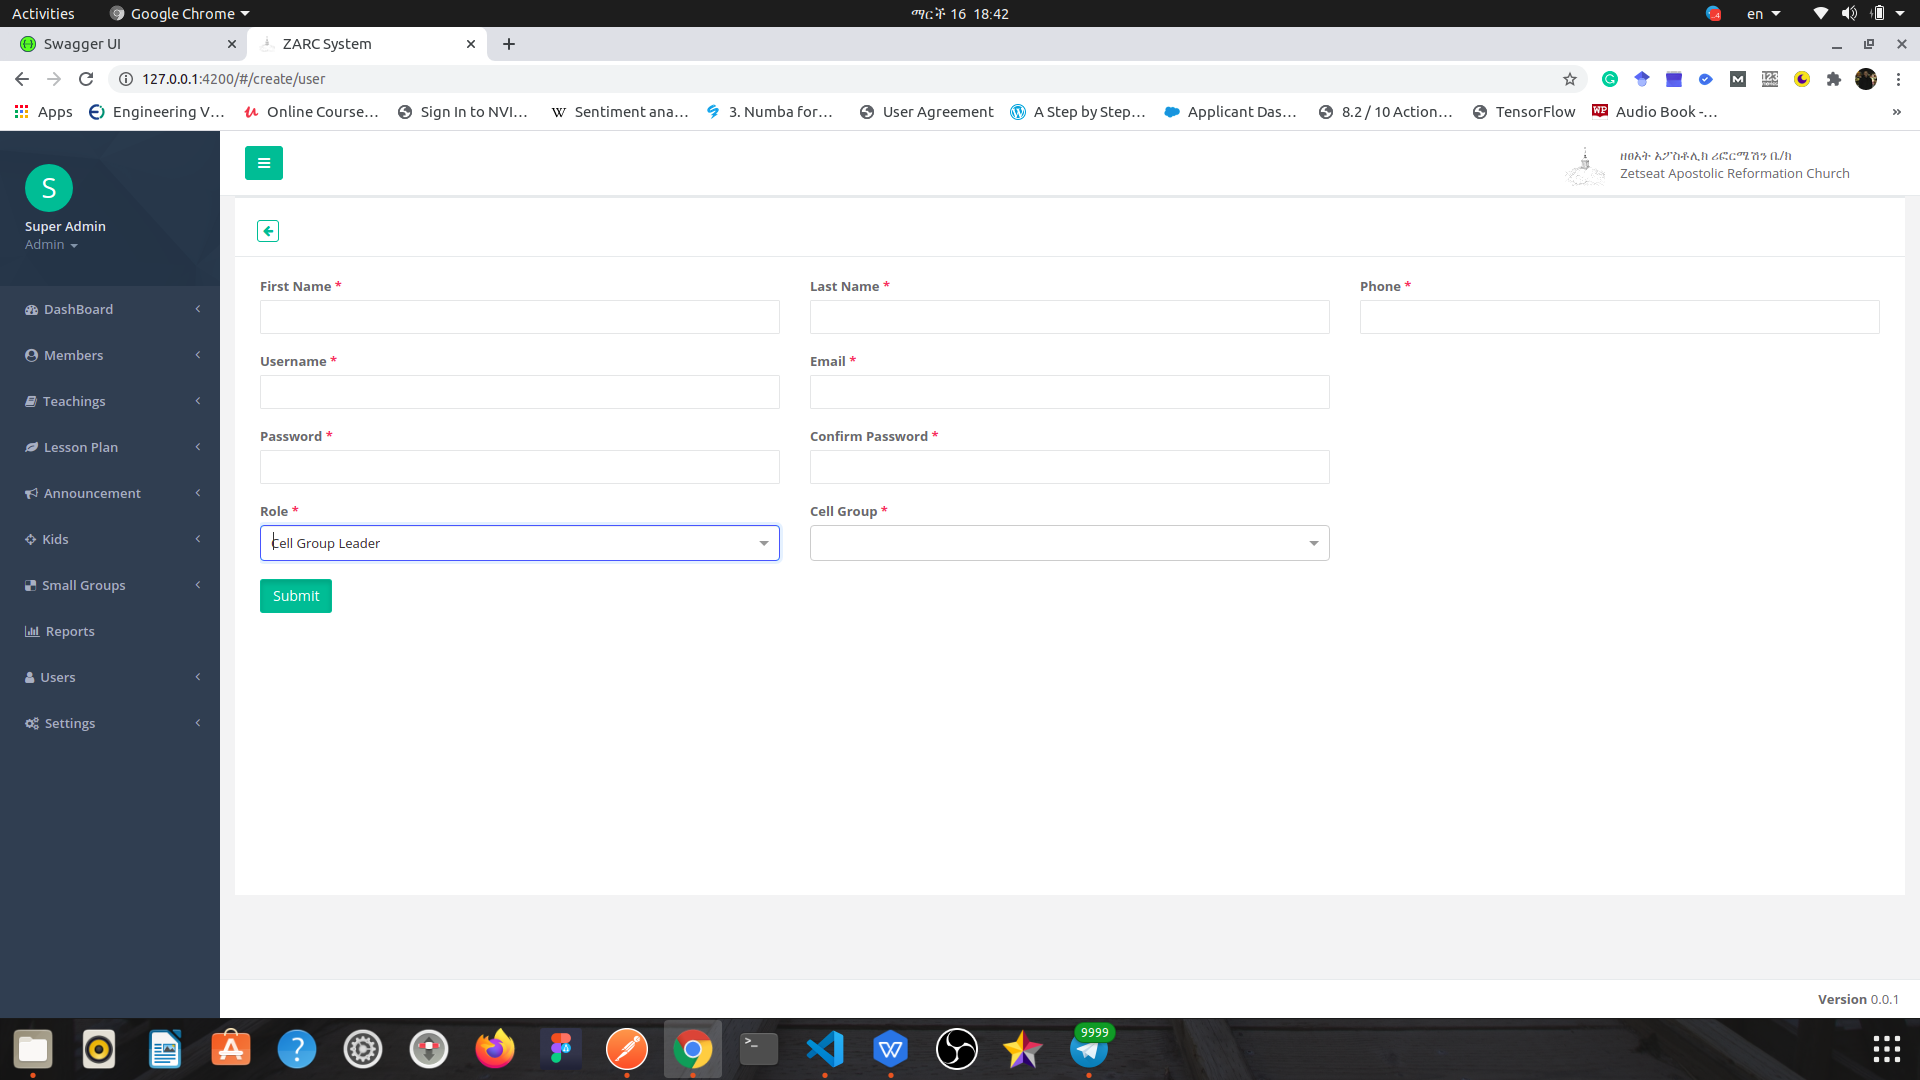 Activities
Google Chrome
ማርች 16 18:42
en
Swagger UI
ZARC System
127.0.0.1:4200/#/create/user
Apps
Engineering V...
Online Course...
Sign In to NVI...
Sentiment ana...
3. Numba for...
User Agreement
A Step by Step...
Applicant Das...
8.2 / 10 Action...
TensorFlow
Audio Book -...
S
Super Admin
Admin
ዘፀአት አፖስቶሊክ ሪፎርሜሽን ቤ/ክ
Zetseat Apostolic Reformation Church
DashBoard
Members
Teachings
Lesson Plan
Announcement
Kids
Small Groups
Reports
Users
Settings
First Name *
Last Name *
Phone *
Username *
Email *
Password *
Confirm Password *
Role *
Cell Group *
Cell Group Leader
Submit
Version 0.0.1
9999